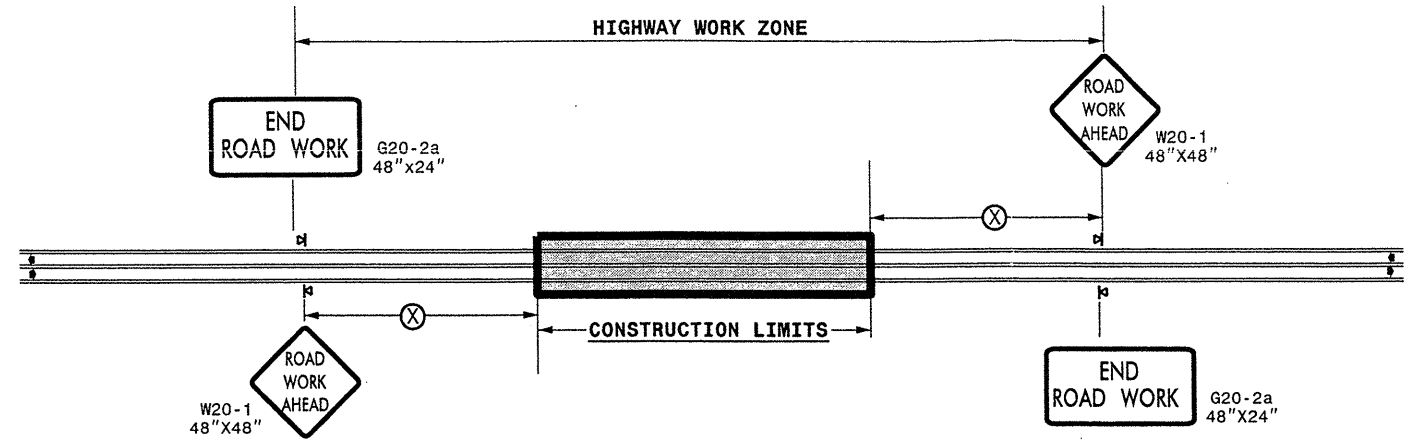 HIGHWAY WORK ZONE
END
ROAD WORK
G20-2a
48"X24"
ROAD
WORK
AHEAD
W20-1
48"X48"
X
X
CONSTRUCTION LIMITS
ROAD
WORK
AHEAD
W20-1
48"X48"
END
ROAD WORK
G20-2a
48"X24"